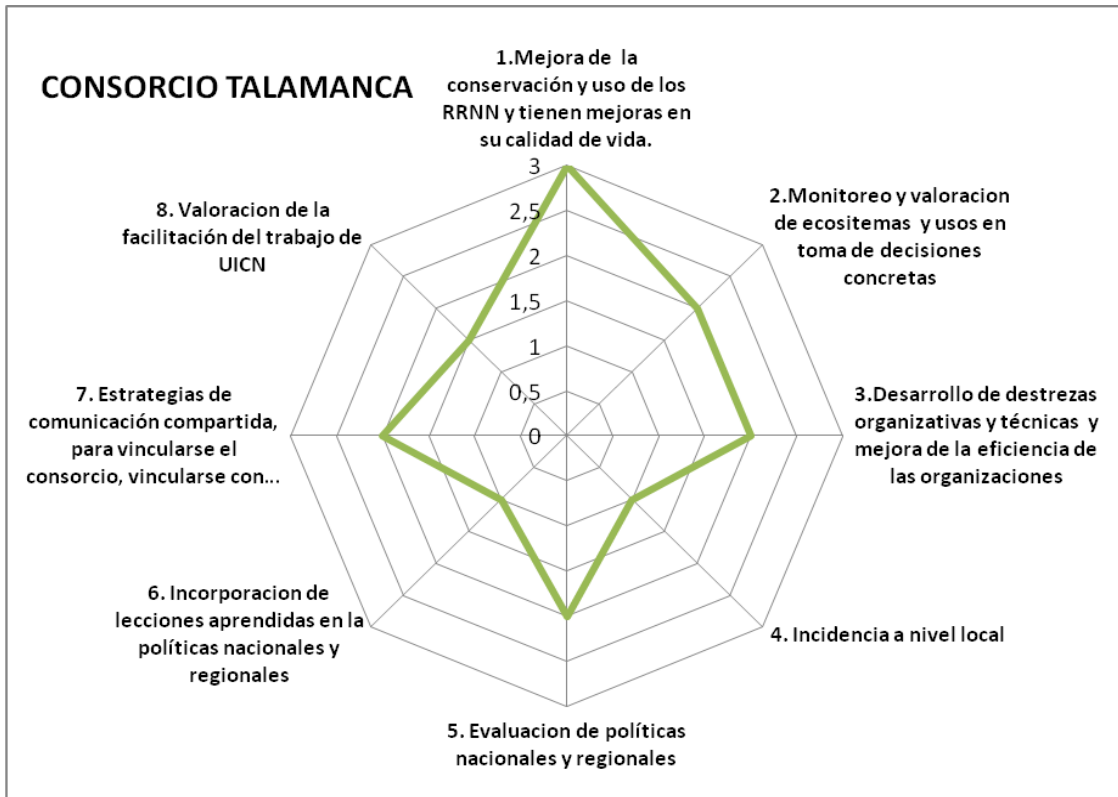 CONSORCIO TALAMANCA
1.Mejora de la
conservación y uso de los
RRNN y tienen mejoras en
su calidad de vida.
2.Monitoreo y valoracion
de ecositemas y usos en
toma de decisiones
concretas
3.Desarrollo de destrezas
organizativas y técnicas y
mejora de la eficiencia de
las organizaciones
4. Incidencia a nivel local
5. Evaluacion de políticas
nacionales y regionales
6. Incorporacion de
lecciones aprendidas en la
políticas nacionales y
regionales
7. Estrategias de
comunicación compartida,
para vincularse el
consorcio, vincularse con...
8. Valoracion de la
facilitación del trabajo de
UICN
3
2,5
2
1,5
1
0,5
0